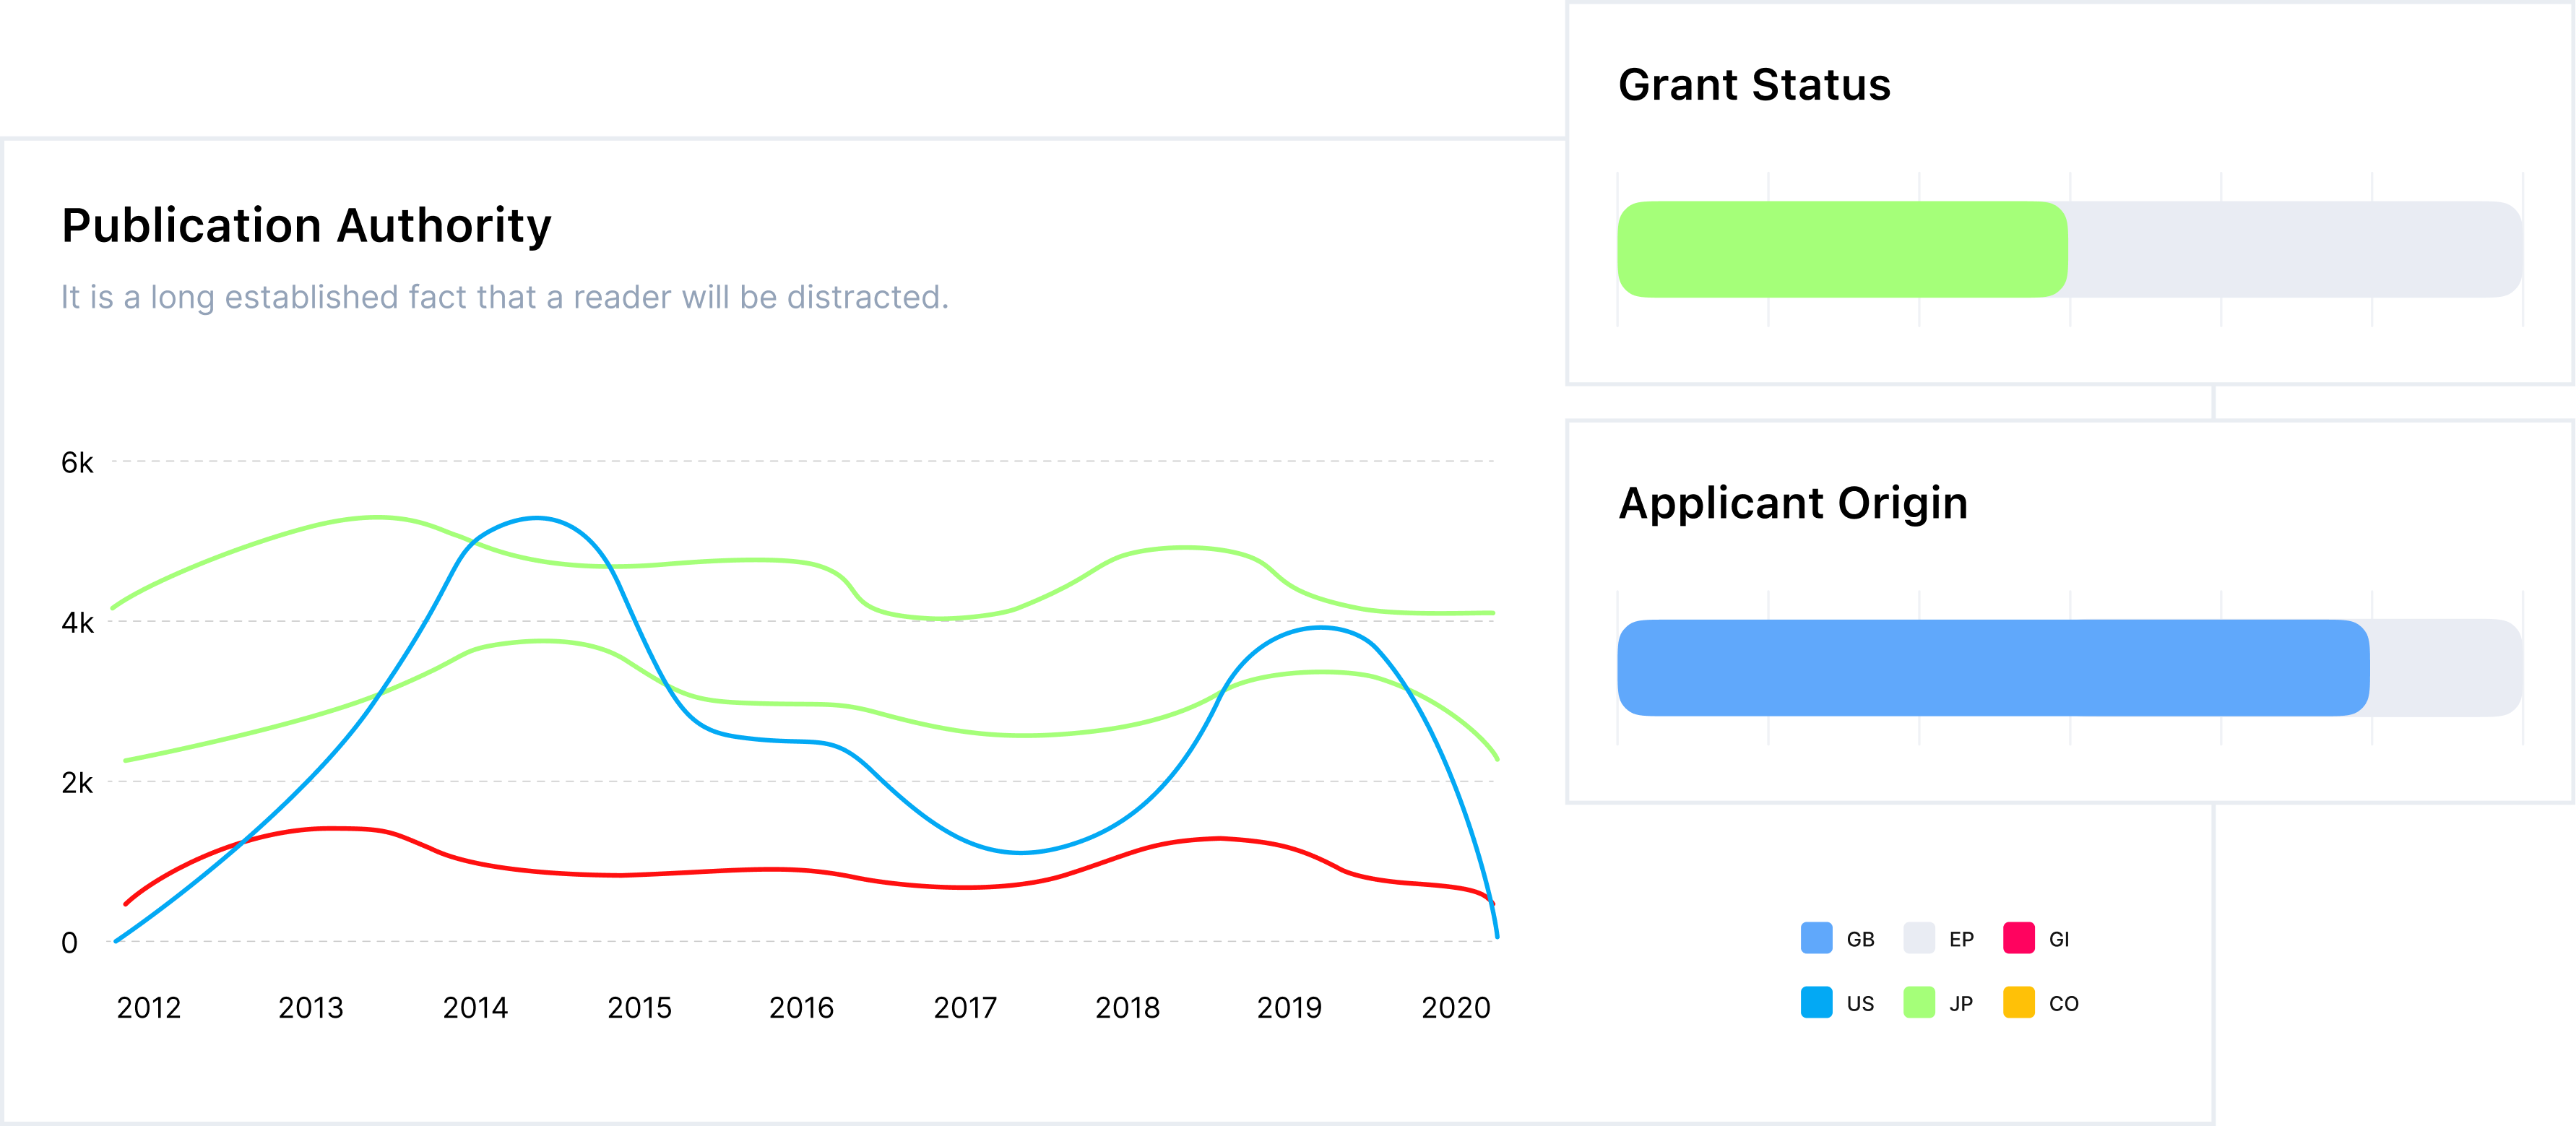 Grant Status
Publication Authority
It is a long established fact that a reader will be distracted.
6k
4k
2k
0
2012 2013 2014 2015 2016 2017 2018 2019 2020
Applicant Origin
GB EP GI
US JP CO